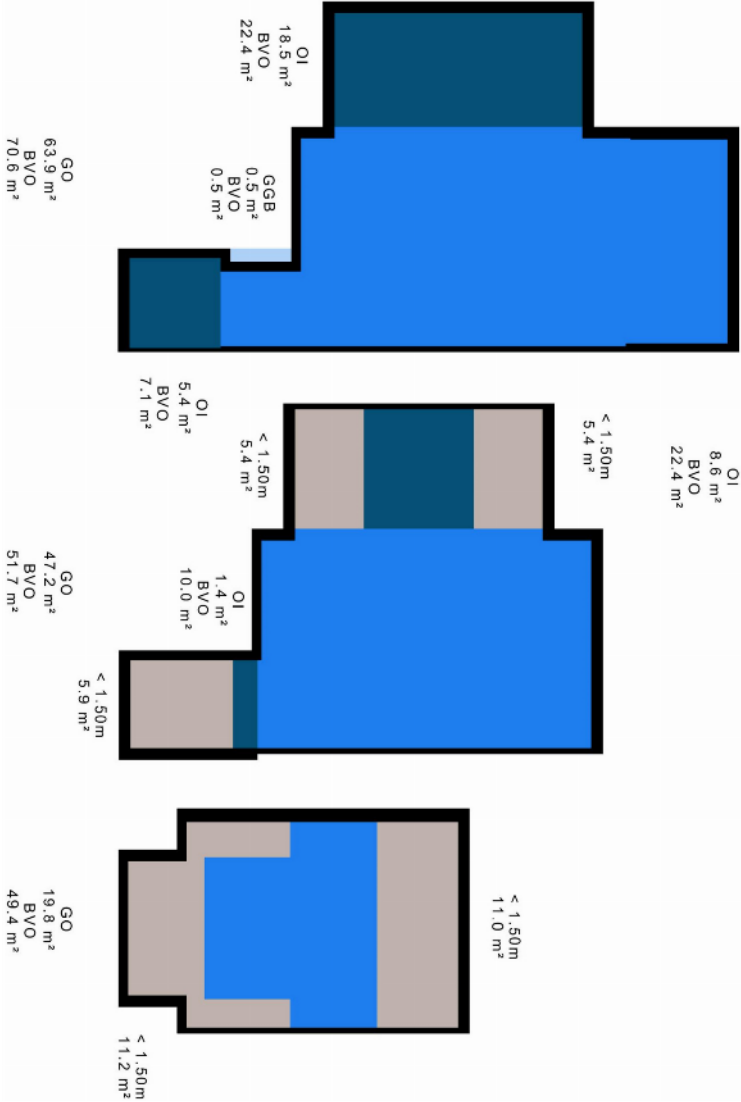 OI
18.5 m²
BVO
22.4 m²
GGB
0.5 m²
BVO
0.5 m²
GO
63.9 m²
BVO
70.6 m²
OI
5.4 m²
BVO
7.1 m²
OI
8.6 m²
BVO
22.4 m²
< 1.50m
5.4 m²
< 1.50m
5.4 m²
OI
1.4 m²
BVO
10.0 m²
GO
47.2 m²
BVO
51.7 m²
< 1.50m
5.9 m²
< 1.50m
11.0 m²
GO
19.8 m²
BVO
49.4 m²
< 1.50m
11.2 m²